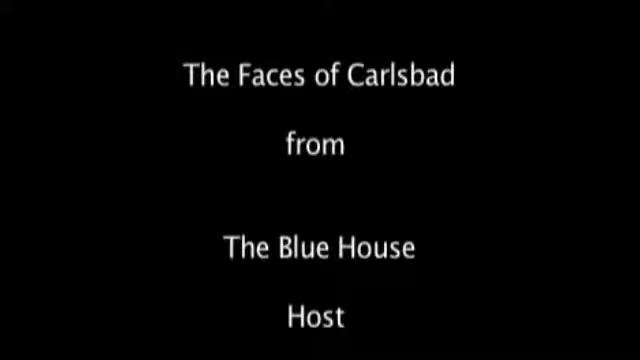 The Faces of Carlsbad
from
The Blue House
Host